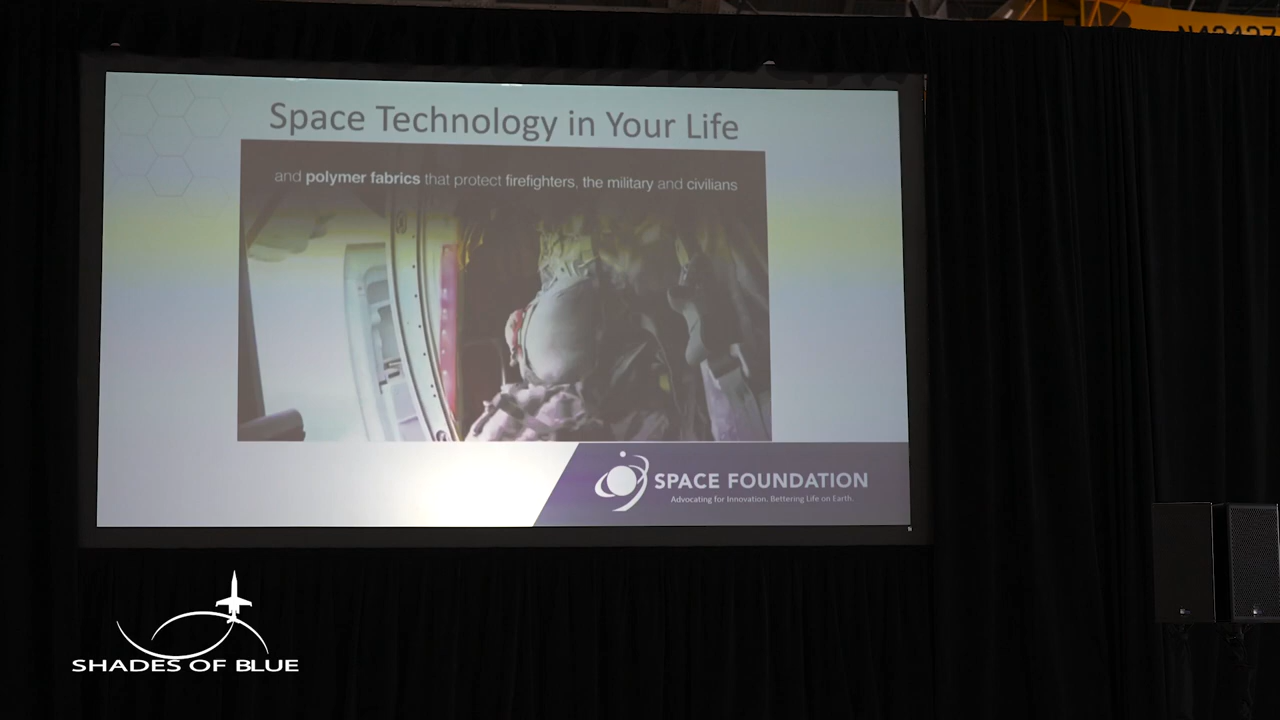 Space Technology in Your Life
and polymer fabrics that protect firefighters, the military and civilians
SPACE FOUNDATION
Advocating for Innovation. Bettering Life on Earth.
SHADES OF BLUE